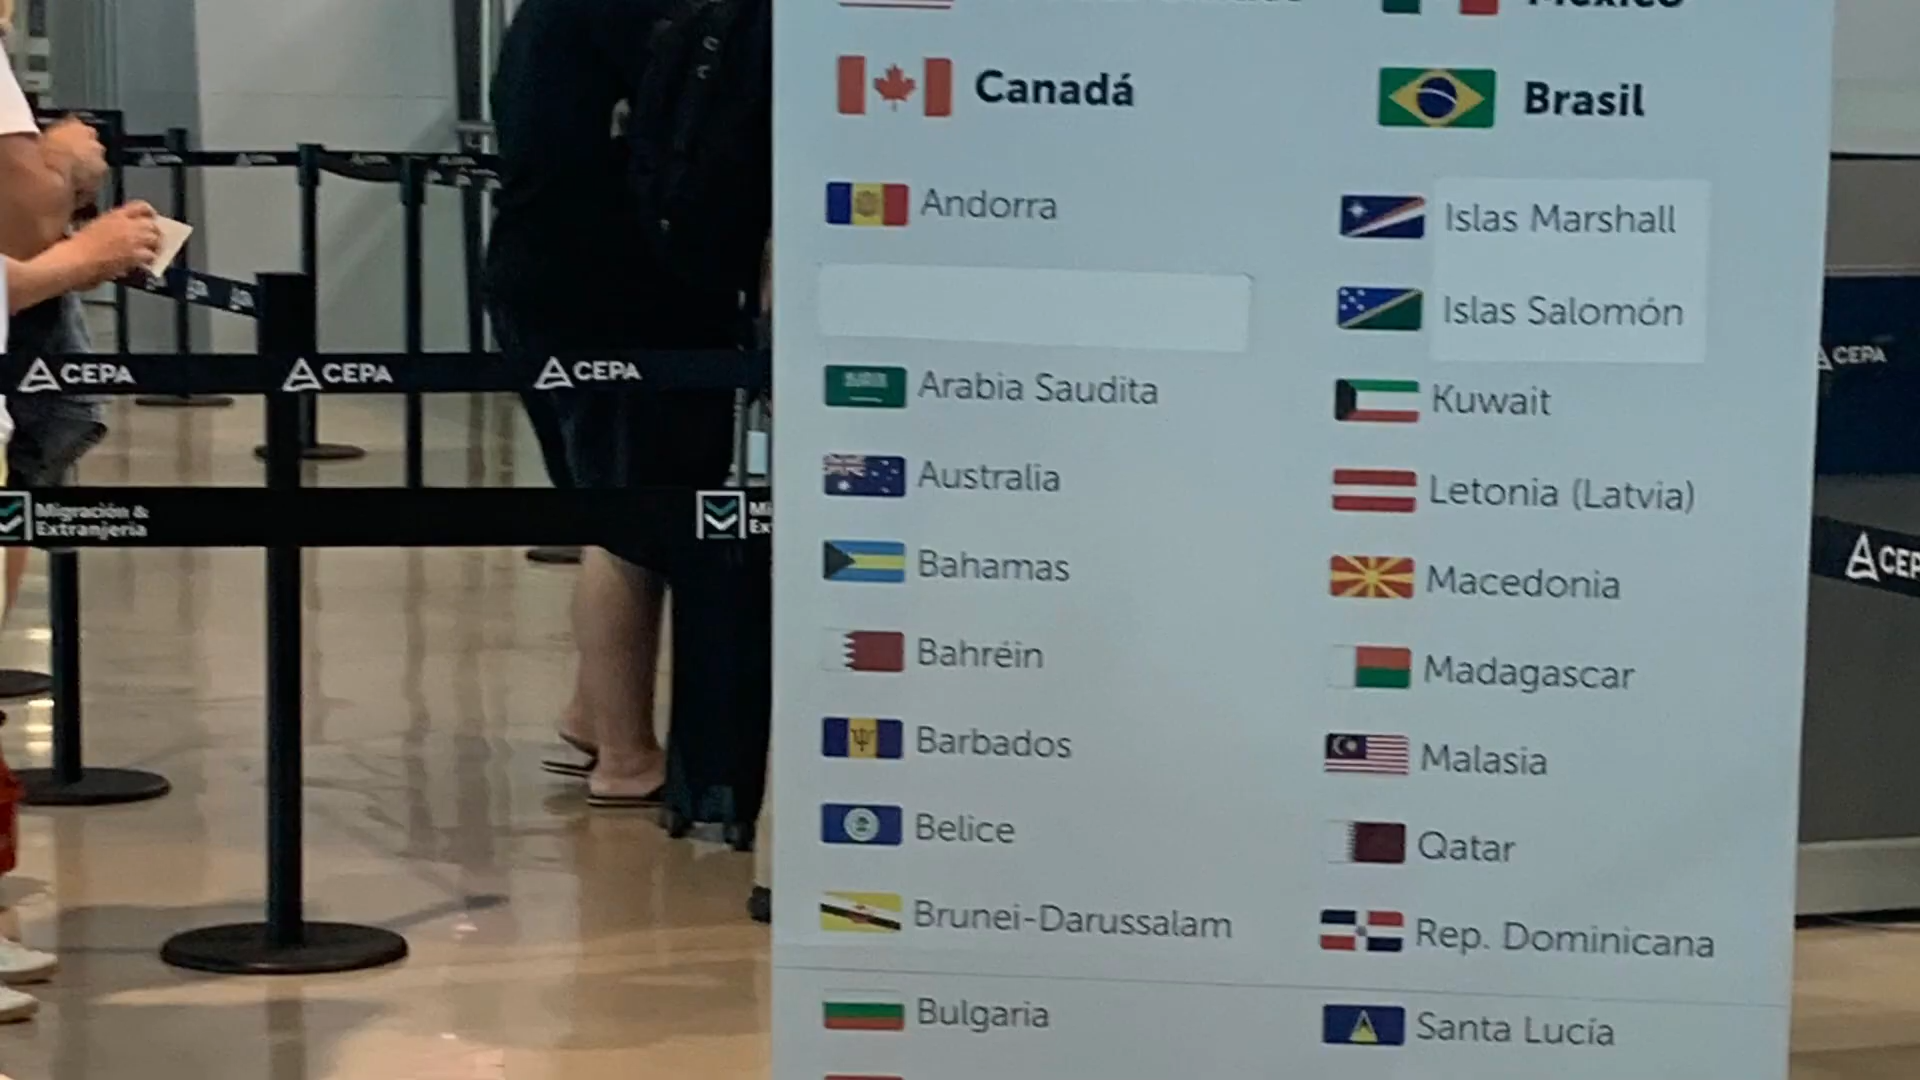 México
Canadá
Brasil
Andorra
Islas Marshall
Islas Salomón
Arabia Saudita
Kuwait
Australia
Letonia (Latvia)
Bahamas
Macedonia
Bahréin
Madagascar
Barbados
Malasia
Belice
Qatar
Brunei-Darussalam
Rep. Dominicana
Bulgaria
Santa Lucía
CEPA
CEPA
CEPA
CEPA
Migración &
Extranjería